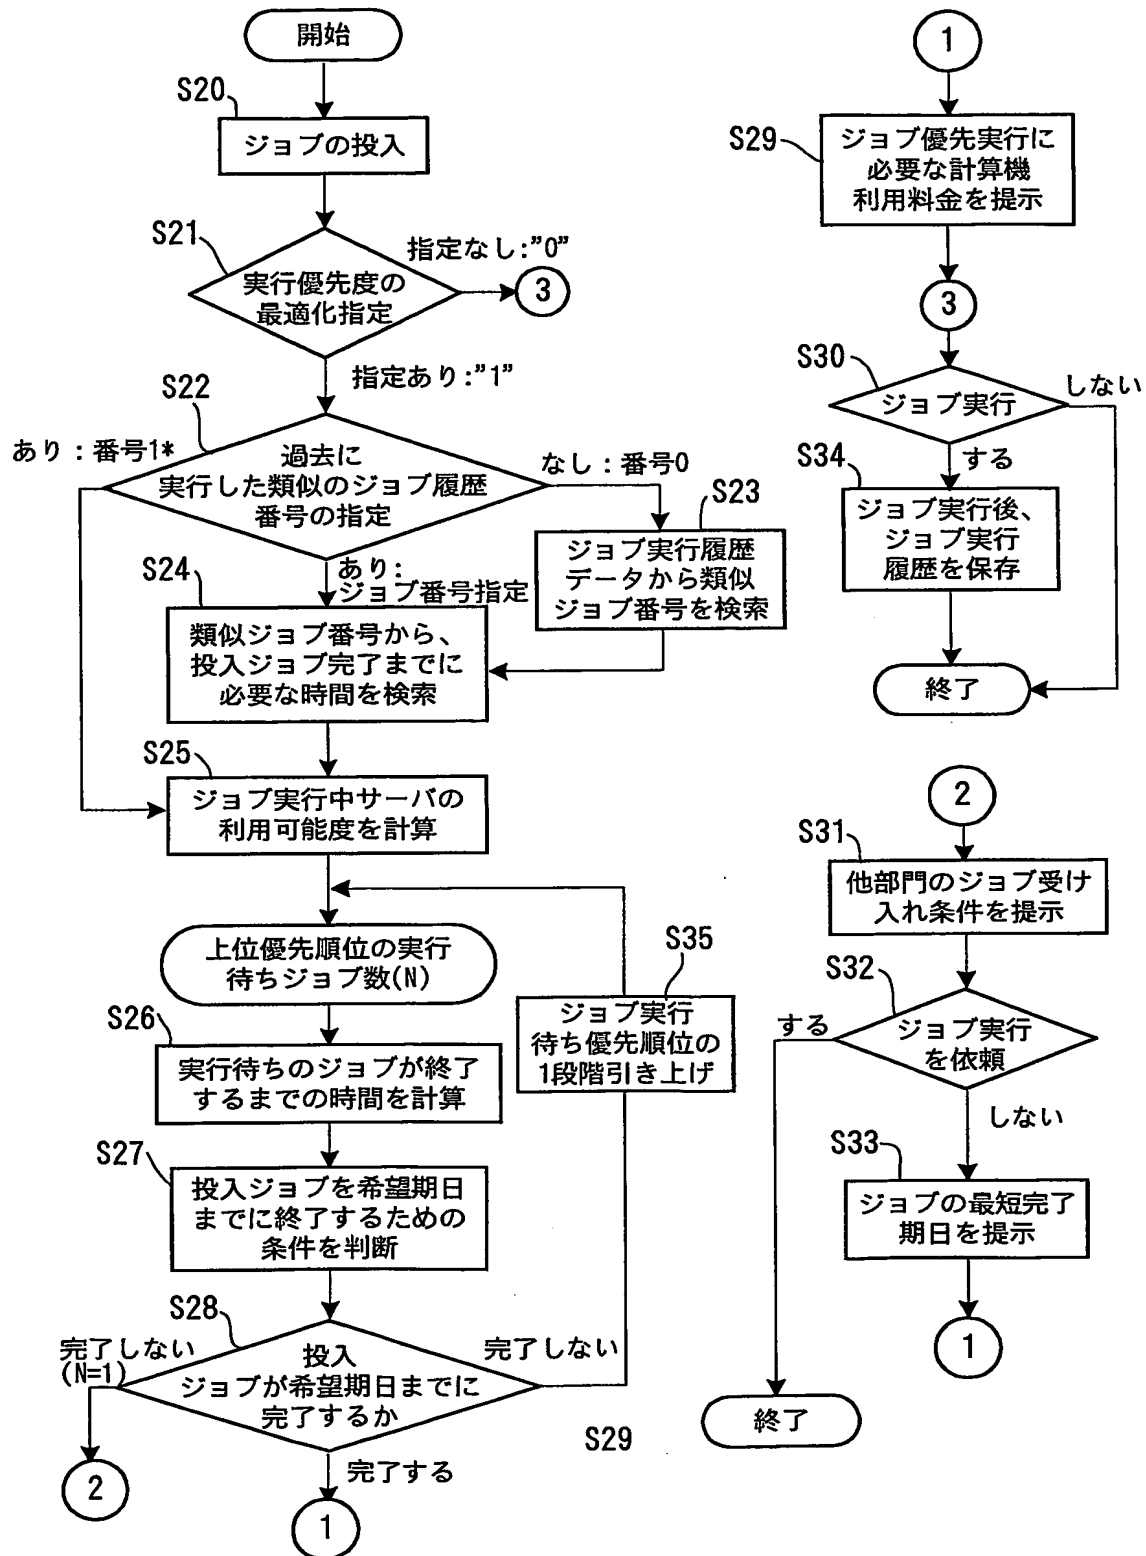 開始
S20
ジョブの投入
S21
指定なし:”0”
実行優先度の
最適化指定
3
指定あり:”1”
S22
あり：番号1*
過去に
実行した類似のジョブ履歴
番号の指定
なし：番号0
S23
ジョブ実行履歴
データから類似
ジョブ番号を検索
あり：
ジョブ番号指定
S24
類似ジョブ番号から、
投入ジョブ完了までに
必要な時間を検索
S25
ジョブ実行中サーバの
利用可能度を計算
上位優先順位の実行
待ちジョブ数(N)
S35
ジョブ実行
待ち優先順位の
1段階引き上げ
S26
実行待ちのジョブが終了
するまでの時間を計算
S27
投入ジョブを希望期日
までに終了するための
条件を判断
S28
完了しない
(N=1)
投入
ジョブが希望期日までに
完了するか
完了しない
S29
完了する
2
1
1
S29
ジョブ優先実行に
必要な計算機
利用料金を提示
3
S30
ジョブ実行
しない
する
S34
ジョブ実行後、
ジョブ実行
履歴を保存
終了
2
S31
他部門のジョブ受け
入れ条件を提示
S32
する
ジョブ実行
を依頼
しない
S33
ジョブの最短完了
期日を提示
1
終了